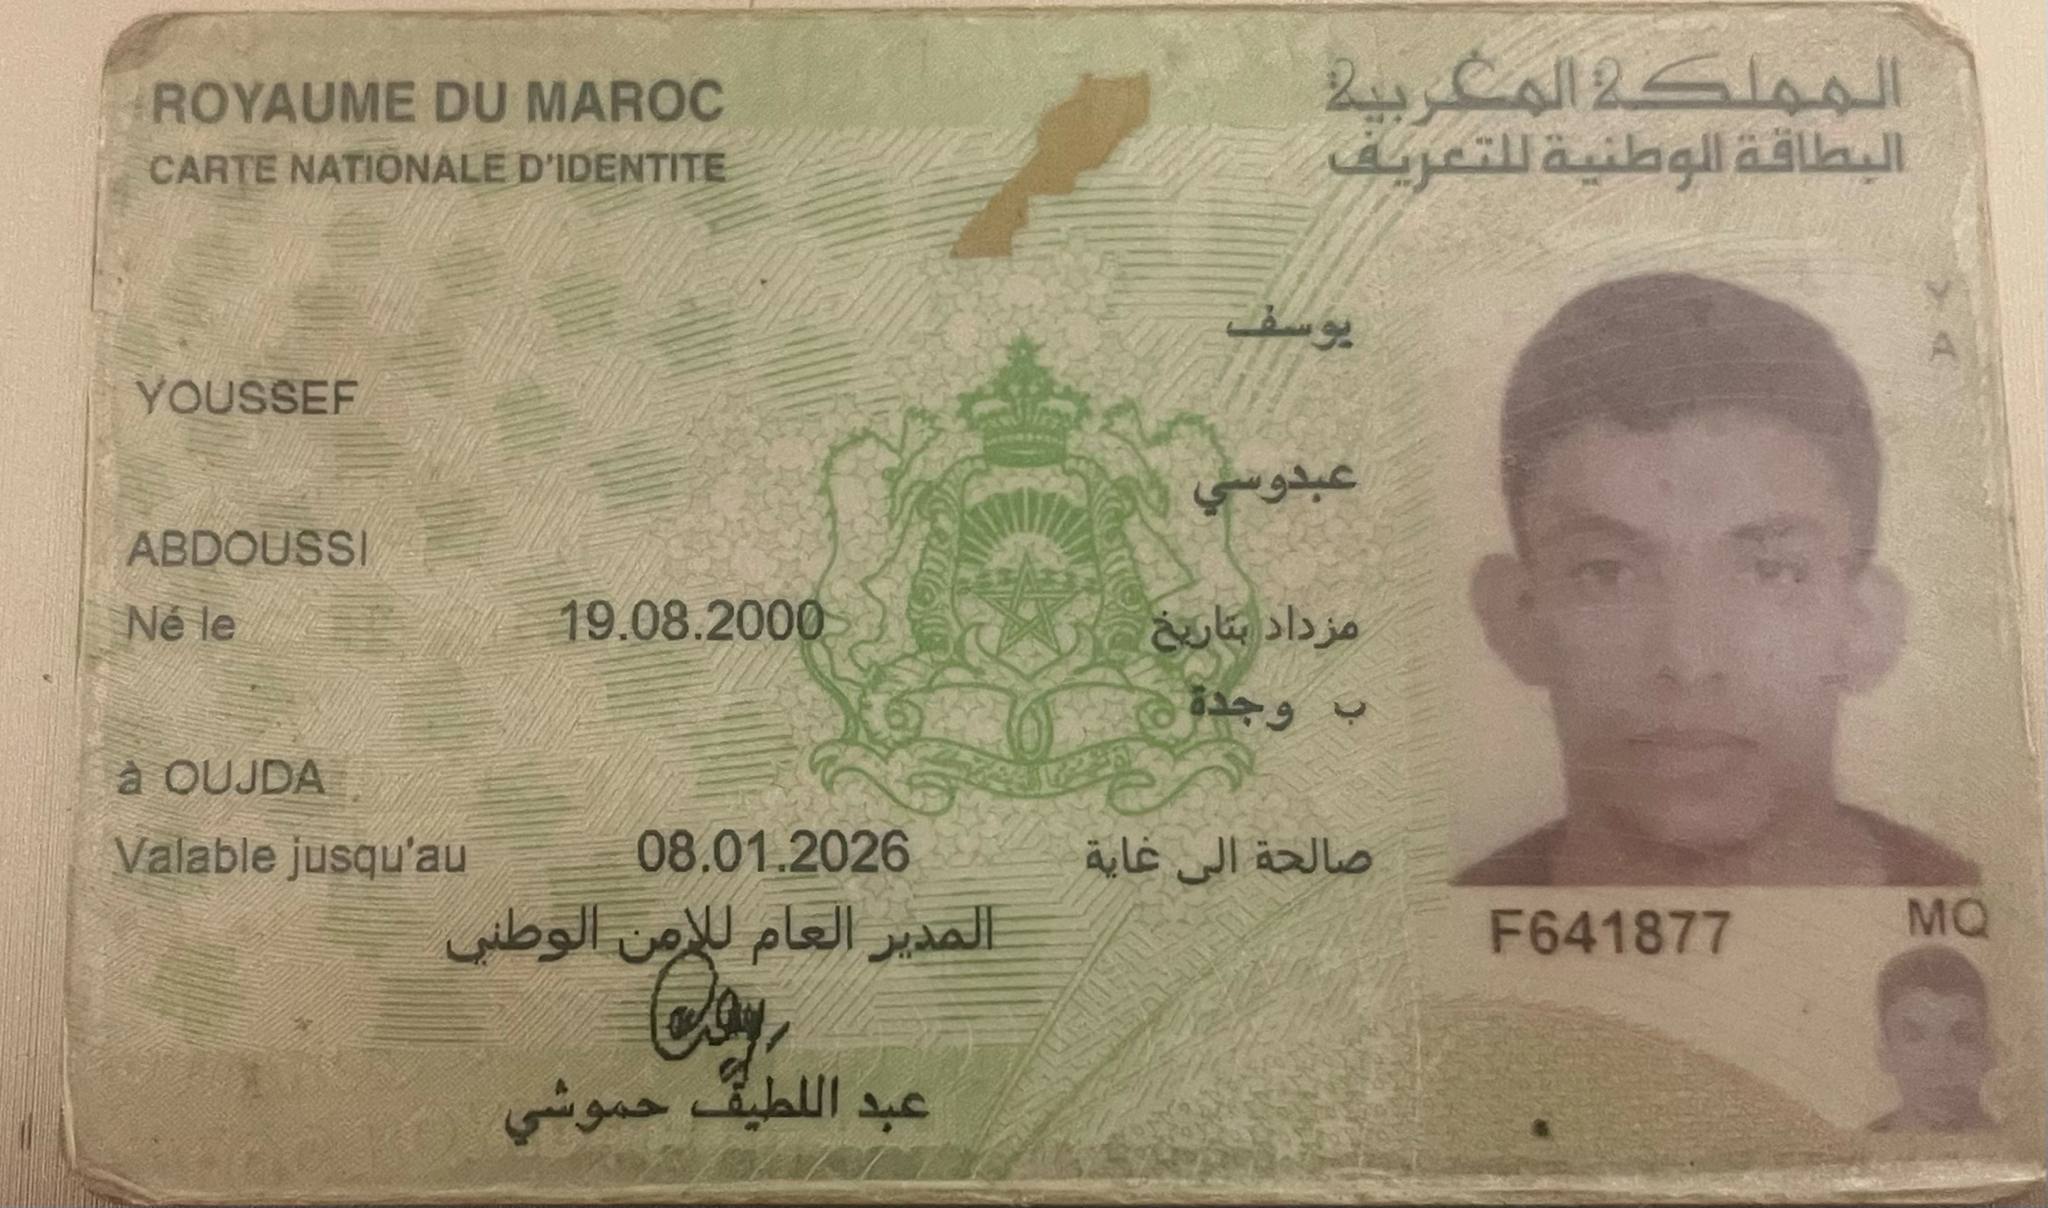 ROYAUME DU MAROC
المملكة المغربية
CARTE NATIONALE D'IDENTITE
البطاقة الوطنية للتعريف
يوسف
YOUSSEF
عبدوسي
ABDOUSSI
Né le 19.08.2000 مزداد بتاريخ
ب وجدة
à OUJDA
Valable jusqu'au 08.01.2026 صالحة الى غاية
المدير العام للأمن الوطني
عبد اللطيف حموشي
Y
A
F641877
MQ